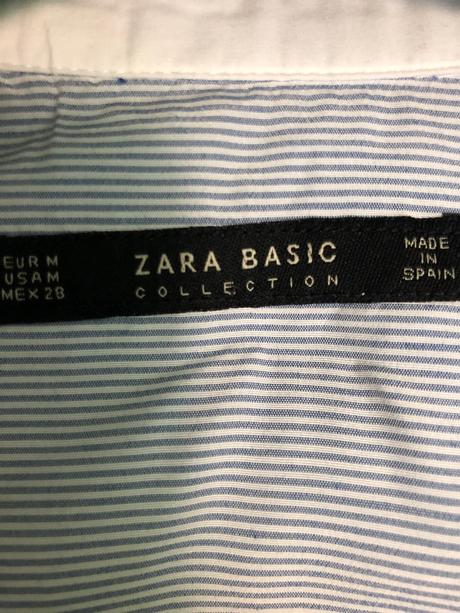 EUR M
USA M
MEX 28
ZARA BASIC
COLLECTION
MADE
IN
SPAIN